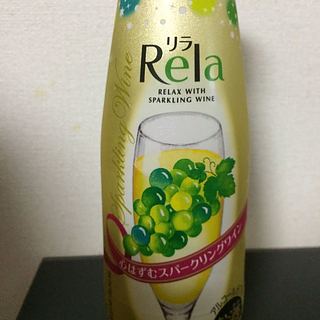 リラ
Rela
RELAX WITH
SPARKLING WINE
Sparkling Wine
心はずむスパークリングワイン